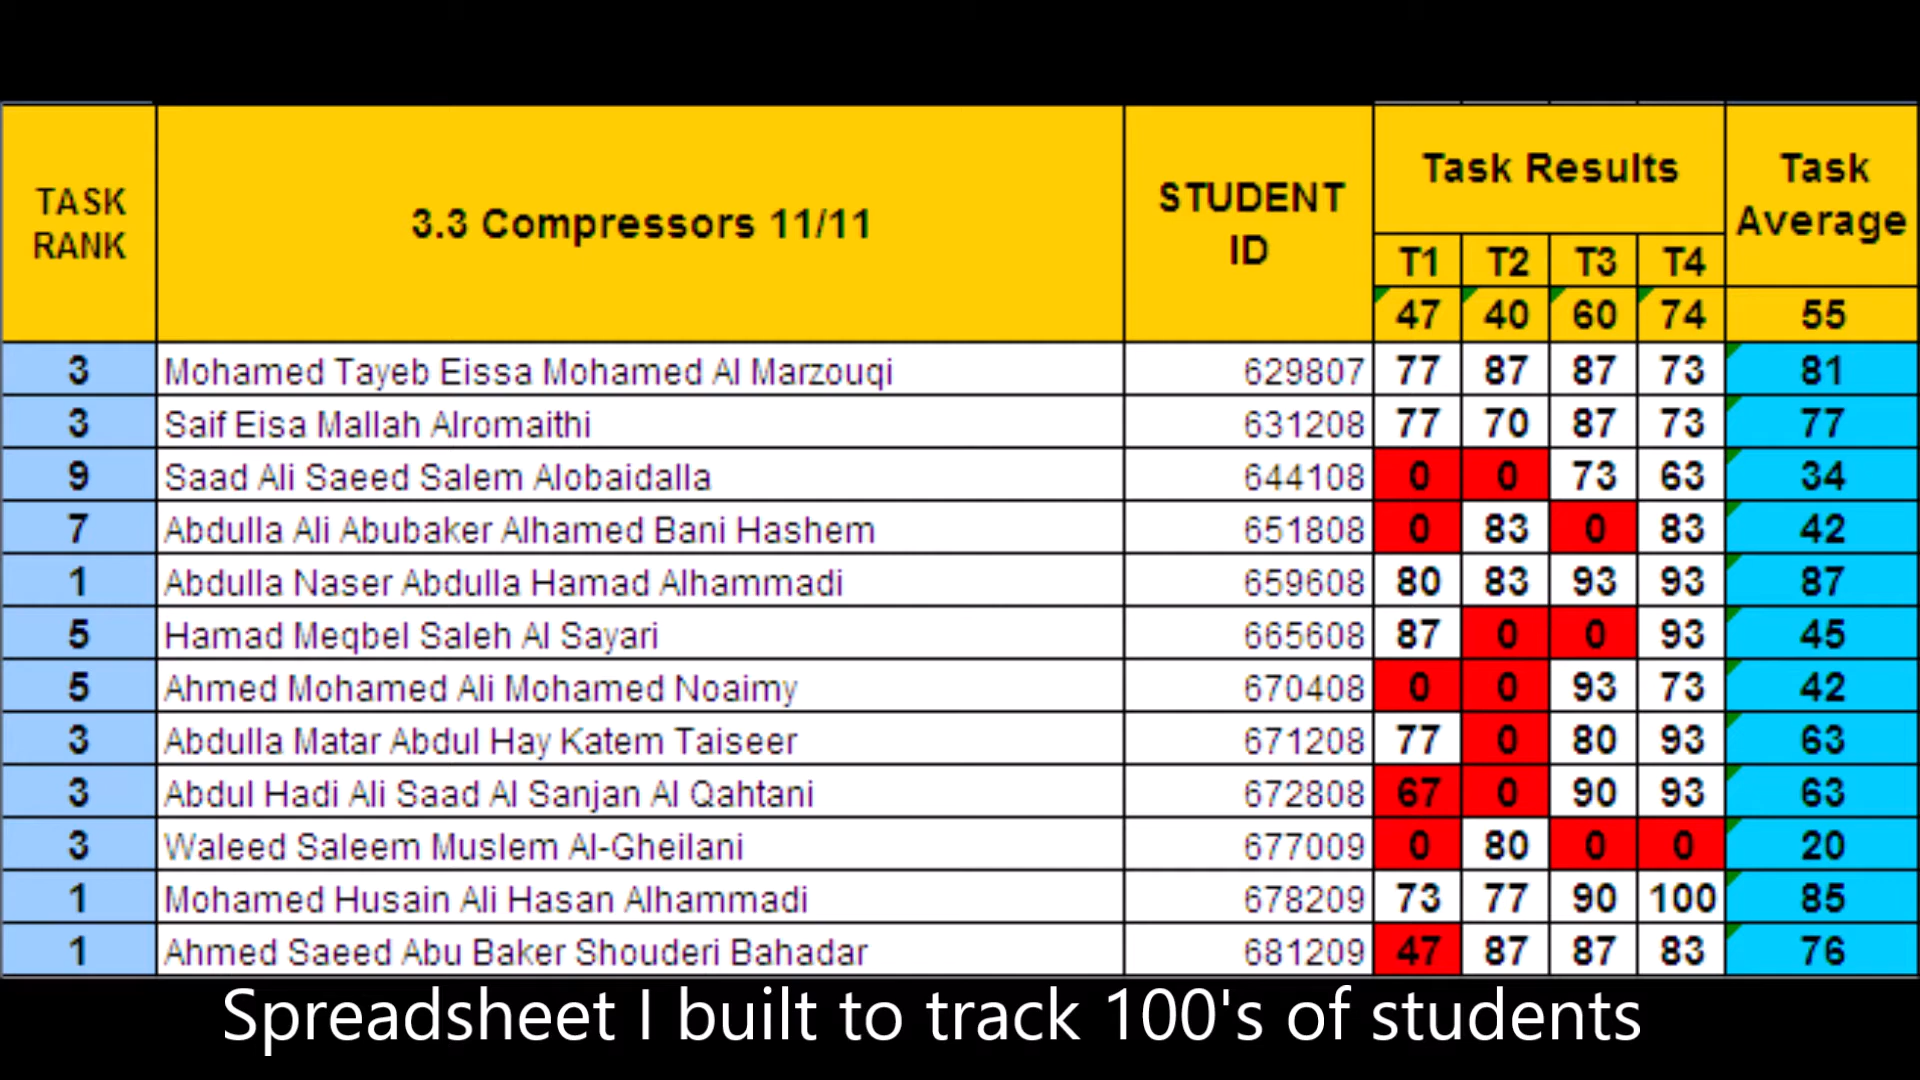 TASK RANK 3.3 Compressors 11/11 STUDENT ID Task Results Task Average
T1 T2 T3 T4
47 40 60 74 55
3 Mohamed Tayeb Eissa Mohamed Al Marzouqi 629807 77 87 87 73 81
3 Saif Eisa Mallah Alromaithi 631208 77 70 87 73 77
9 Saad Ali Saeed Salem Alobaidalla 644108 0 0 73 63 34
7 Abdulla Ali Abubaker Alhamed Bani Hashem 651808 0 83 0 83 42
1 Abdulla Naser Abdulla Hamad Alhammadi 659608 80 83 93 93 87
5 Hamad Meqbel Saleh Al Sayari 665608 87 0 0 93 45
5 Ahmed Mohamed Ali Mohamed Noaimy 670408 0 0 93 73 42
3 Abdulla Matar Abdul Hay Katem Taiseer 671208 77 0 80 93 63
3 Abdul Hadi Ali Saad Al Sanjan Al Qahtani 672808 67 0 90 93 63
3 Waleed Saleem Muslem Al-Gheilani 677009 0 80 0 0 20
1 Mohamed Husain Ali Hasan Alhammadi 678209 73 77 90 100 85
1 Ahmed Saeed Abu Baker Shouderi Bahadar 681209 47 87 87 83 76
Spreadsheet I built to track 100's of students